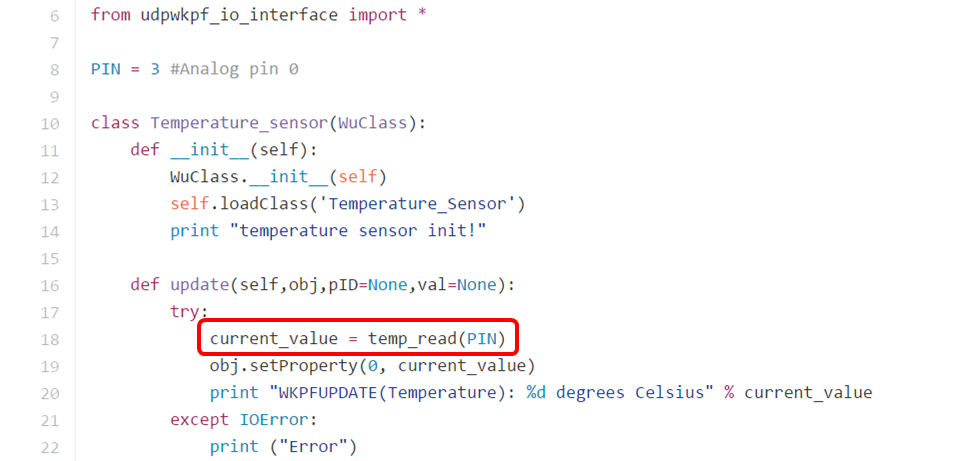 6 from udpwkpf_io_interface import *
7
8 PIN = 3 #Analog pin 0
9
10 class Temperature_sensor(WuClass):
11     def __init__(self):
12         WuClass.__init__(self)
13         self.loadClass('Temperature_Sensor')
14         print "temperature sensor init!"
15
16     def update(self,obj,pID=None,val=None):
17         try:
18             current_value = temp_read(PIN)
19             obj.setProperty(0, current_value)
20             print "WKPFUPDATE(Temperature): %d degrees Celsius" % current_value
21         except IOError:
22             print ("Error")